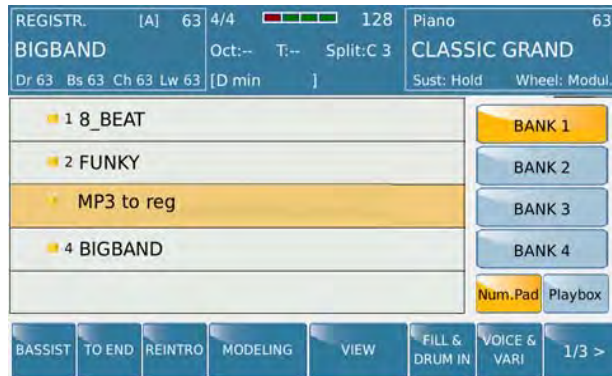 REGISTR. [A] 63
BIGBAND
Dr 63 Bs 63 Ch 63 Lw 63
4/4 128
Oct:-- T:-- Split:C 3
[D min ]
Piano 63
CLASSIC GRAND
Sust: Hold Wheel: Modul.
1 8_BEAT
2 FUNKY
MP3 to reg
4 BIGBAND
BANK 1
BANK 2
BANK 3
BANK 4
Num.Pad Playbox
BASSIST TO END REINTRO MODELING VIEW FILL & DRUM IN VOICE & VARI 1/3 >